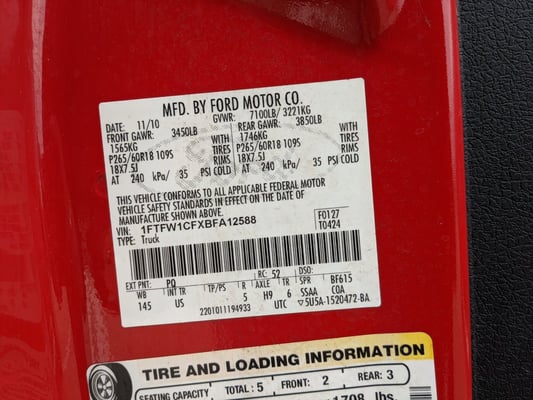 MFD. BY FORD MOTOR CO.
DATE: 11/10 GVWR: 7100LB/ 3221KG
FRONT GAWR: 3450LB REAR GAWR: 3850LB
1565KG WITH 1746KG WITH
P265/60R18 109S TIRES P265/60R18 109S TIRES
18X7.5J RIMS 18X7.5J RIMS
AT 240 kPa/ 35 PSI COLD AT 240 kPa/ 35 PSI COLD
THIS VEHICLE CONFORMS TO ALL APPLICABLE FEDERAL MOTOR
VEHICLE SAFETY STANDARDS IN EFFECT ON THE DATE OF
MANUFACTURE SHOWN ABOVE.
VIN: 1FTFW1CFXBFA12588 F0127
TYPE: Truck T0424
EXT PNT: PQ RC: 52 DSO:
WB INT TR TP/PS R AXLE TR SPR BF615
145 US 5 H9 6 SSAA COA
2201011194933 UTC ▽5U5A-1520472-BA
TIRE AND LOADING INFORMATION
SEATING CAPACITY TOTAL: 5 FRONT: 2 REAR: 3
lbs.